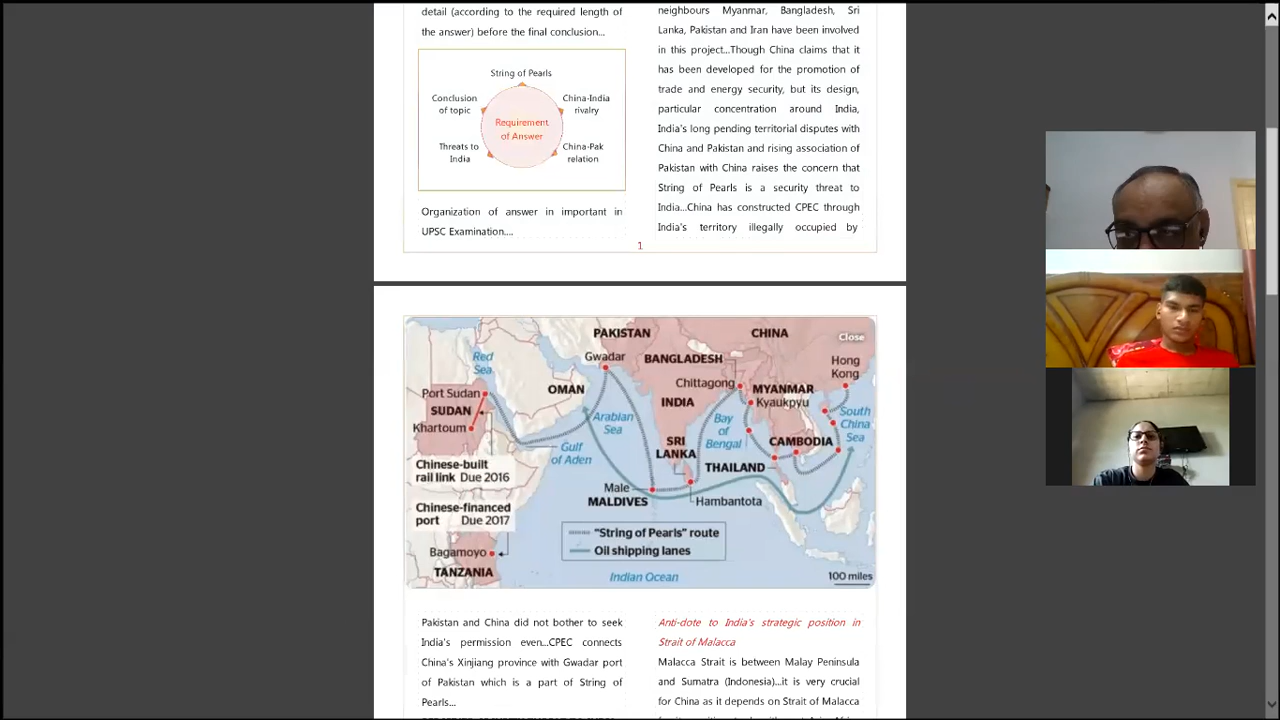 detail (according to the required length of
the answer) before the final conclusion...
String of Pearls
Conclusion
of topic
China-India
rivalry
Requirement
of Answer
Threats to
India
China-Pak
relation
Organization of answer in important in
UPSC Examination....
neighbours Myanmar, Bangladesh, Sri
Lanka, Pakistan and Iran have been involved
in this project...Though China claims that it
has been developed for the promotion of
trade and energy security, but its design,
particular concentration around India,
India's long pending territorial disputes with
China and Pakistan and rising association of
Pakistan with China raises the concern that
String of Pearls is a security threat to
India...China has constructed CPEC through
India's territory illegally occupied by
1
PAKISTAN
CHINA
Close
Red
Sea
Gwadar
BANGLADESH
Hong
Kong
Port Sudan
OMAN
Chittagong
MYANMAR
SUDAN
INDIA
Kyaukpyu
Khartoum
Arabian
Sea
Bay
of
Bengal
South
China
Sea
Gulf
of Aden
SRI
LANKA
CAMBODIA
Chinese-built
rail link Due 2016
THAILAND
Male
MALDIVES
Hambantota
Chinese-financed
port Due 2017
"String of Pearls" route
Oil shipping lanes
Bagamoyo
TANZANIA
Indian Ocean
100 miles
Pakistan and China did not bother to seek
India's permission even...CPEC connects
China's Xinjiang province with Gwadar port
of Pakistan which is a part of String of
Pearls...
Anti-dote to India's strategic position in
Strait of Malacca
Malacca Strait is between Malay Peninsula
and Sumatra (Indonesia)...it is very crucial
for China as it depends on Strait of Malacca